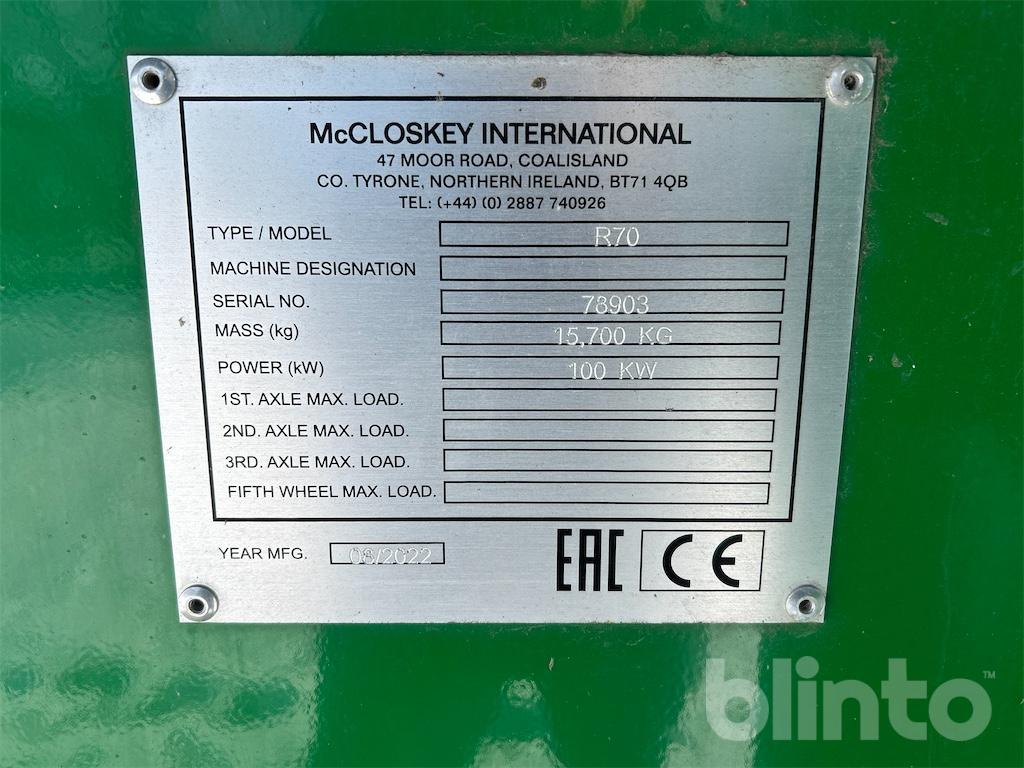 McCLOSKEY INTERNATIONAL
47 MOOR ROAD, COALISLAND
CO. TYRONE, NORTHERN IRELAND, BT71 4QB
TEL: (+44) (0) 2887 740926
TYPE / MODEL R70
MACHINE DESIGNATION
SERIAL NO. 78903
MASS (kg) 15,700 KG
POWER (kW) 100 KW
1ST. AXLE MAX. LOAD.
2ND. AXLE MAX. LOAD.
3RD. AXLE MAX. LOAD.
FIFTH WHEEL MAX. LOAD.
YEAR MFG. 08/2022 EAC CE
blinto™